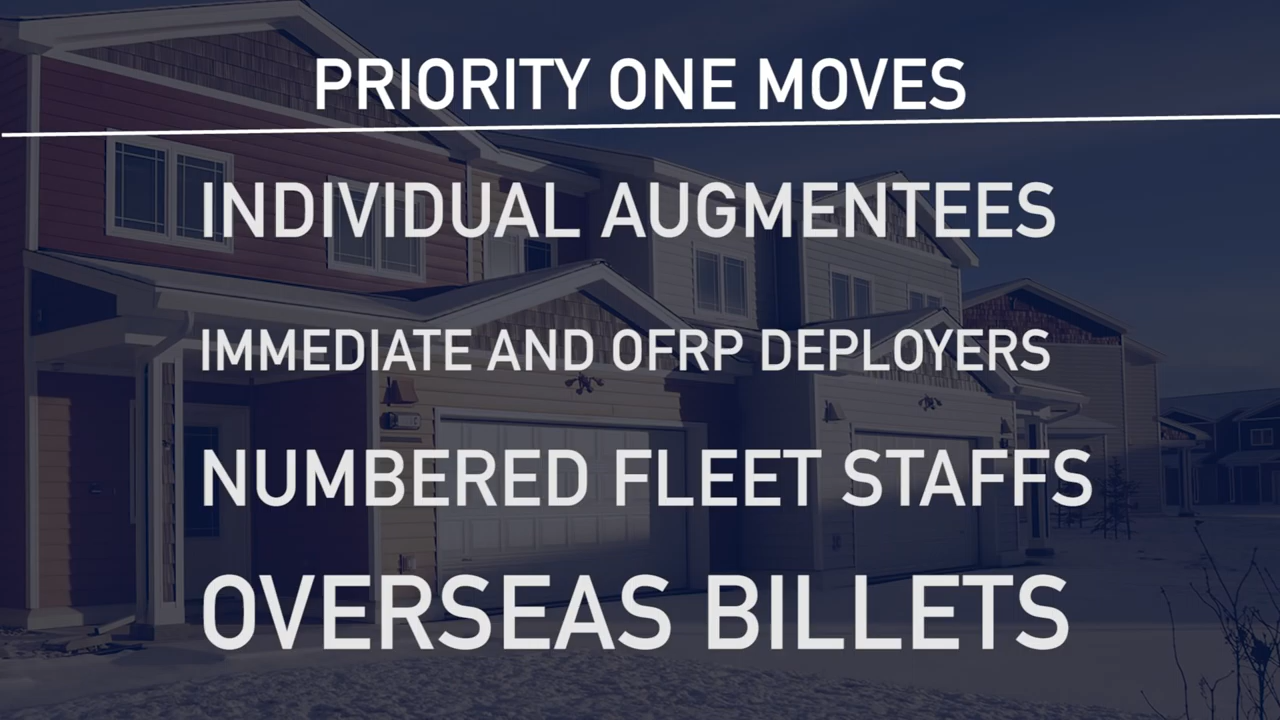 PRIORITY ONE MOVES
INDIVIDUAL AUGMENTEES
IMMEDIATE AND OFRP DEPLOYERS
NUMBERED FLEET STAFFS
OVERSEAS BILLETS